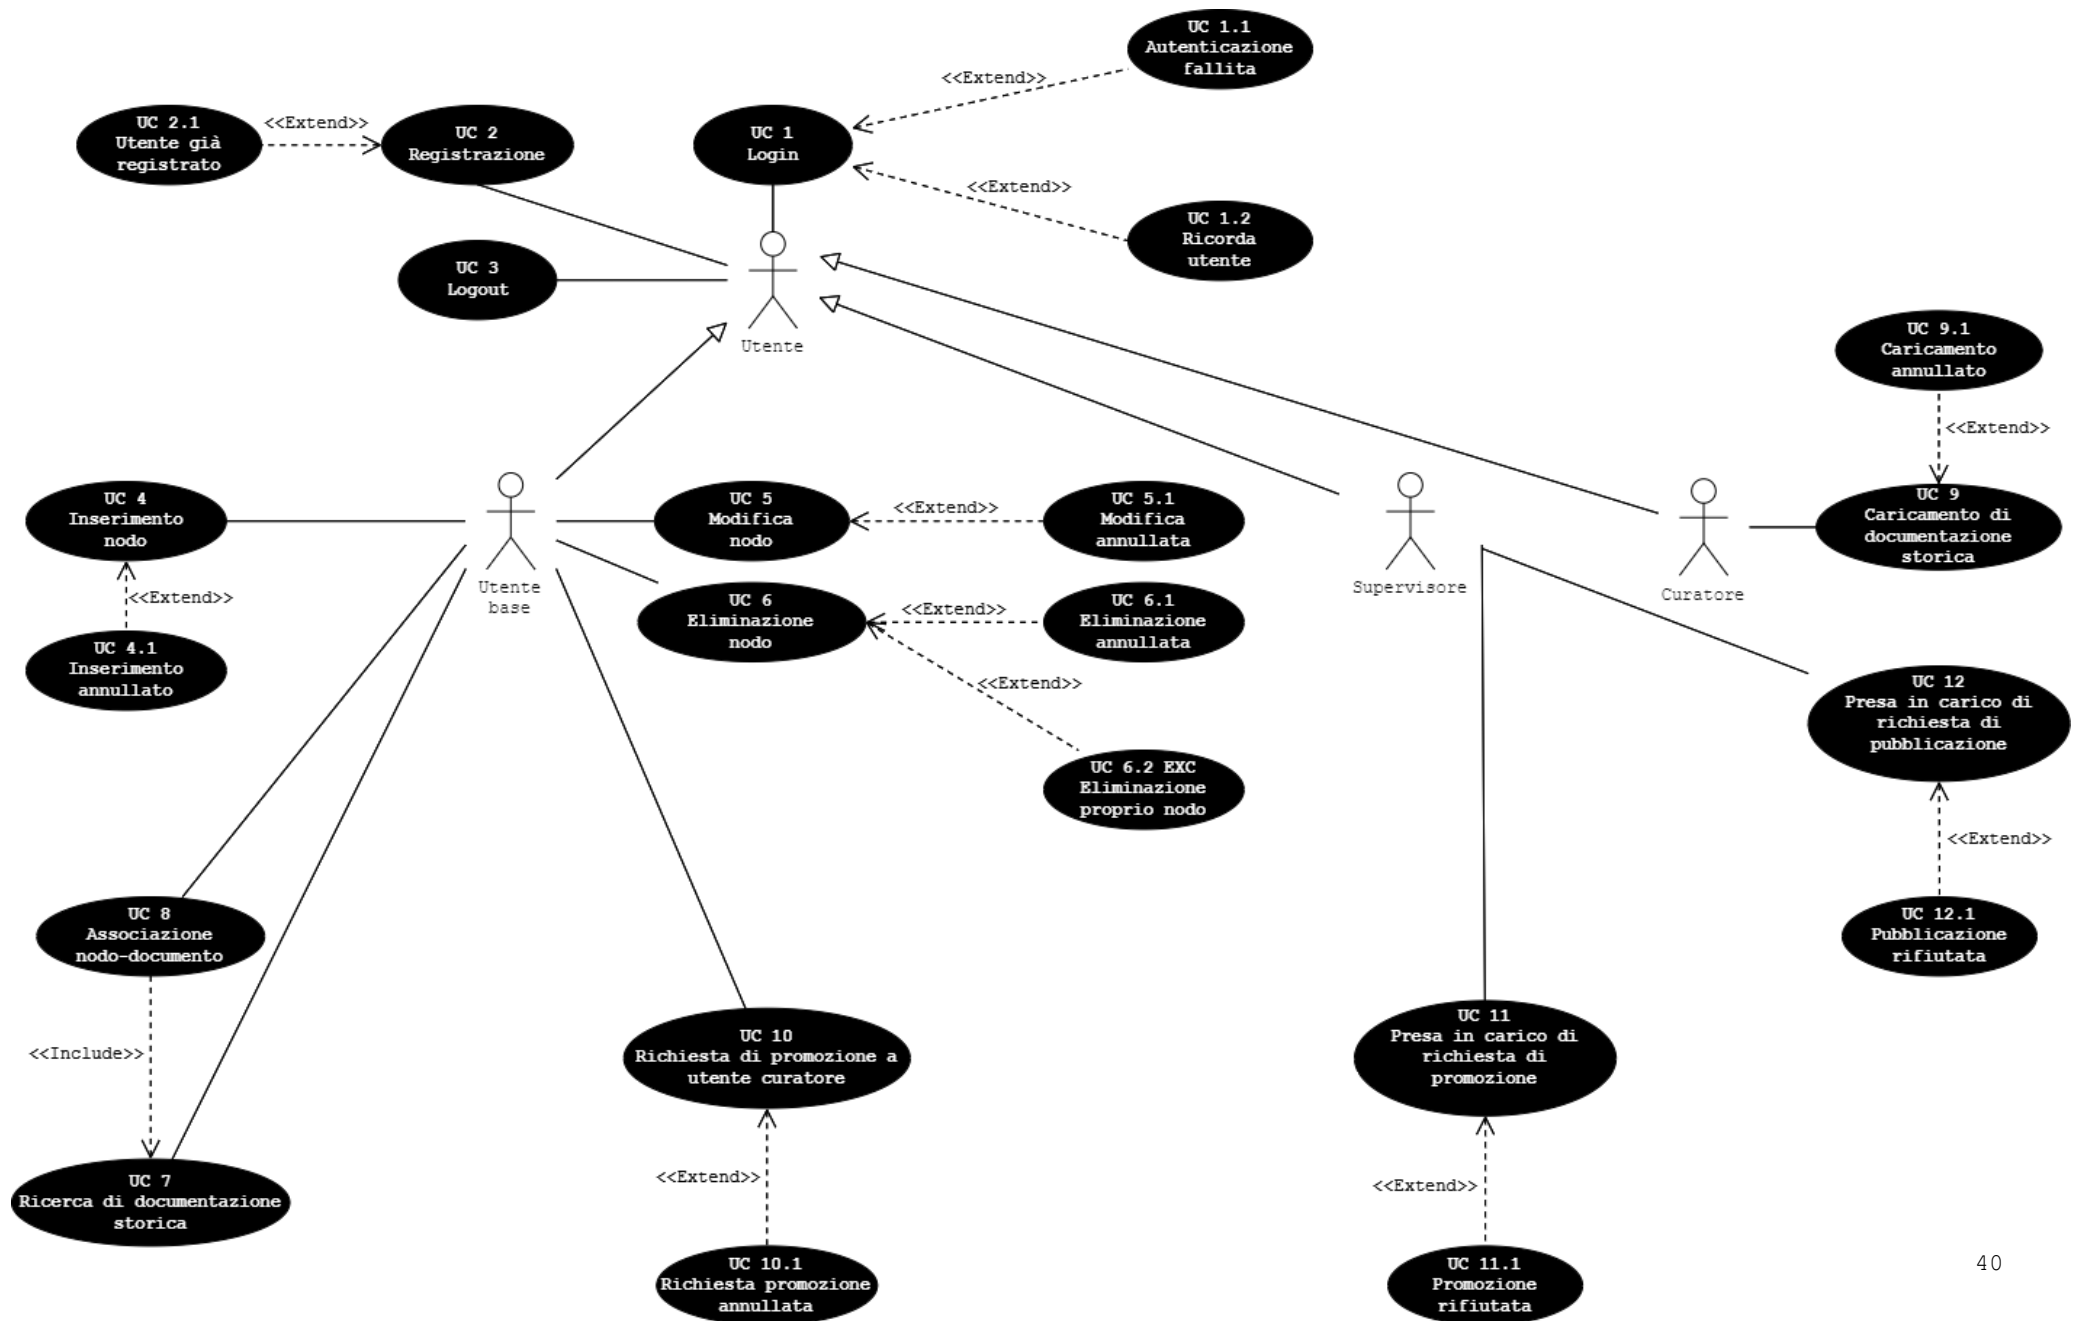 UC 1.1
Autenticazione
fallita
<<Extend>>
UC 2.1
Utente già
registrato
<<Extend>>
UC 2
Registrazione
UC 1
Login
<<Extend>>
UC 1.2
Ricorda
utente
UC 3
Logout
Utente
UC 9.1
Caricamento
annullato
<<Extend>>
UC 4
Inserimento
nodo
Utente
base
UC 5
Modifica
nodo
<<Extend>>
UC 5.1
Modifica
annullata
Supervisore
Curatore
UC 9
Caricamento di
documentazione
storica
<<Extend>>
UC 4.1
Inserimento
annullato
UC 6
Eliminazione
nodo
<<Extend>>
UC 6.1
Eliminazione
annullata
<<Extend>>
UC 6.2 EXC
Eliminazione
proprio nodo
UC 12
Presa in carico di
richiesta di
pubblicazione
<<Extend>>
UC 12.1
Pubblicazione
rifiutata
UC 8
Associazione
nodo-documento
<<Include>>
UC 7
Ricerca di documentazione
storica
UC 10
Richiesta di promozione a
utente curatore
<<Extend>>
UC 10.1
Richiesta promozione
annullata
UC 11
Presa in carico di
richiesta di
promozione
<<Extend>>
UC 11.1
Promozione
rifiutata
40